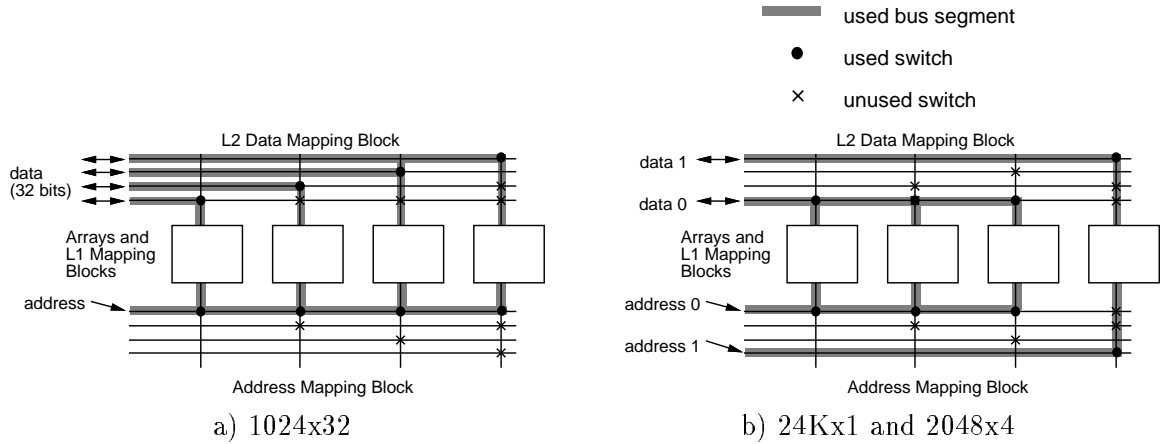 used bus segment
used switch
unused switch
L2 Data Mapping Block
data
(32 bits)
Arrays and
L1 Mapping
Blocks
address
Address Mapping Block
a) 1024x32
L2 Data Mapping Block
data 1
data 0
Arrays and
L1 Mapping
Blocks
address 0
address 1
Address Mapping Block
b) 24Kx1 and 2048x4